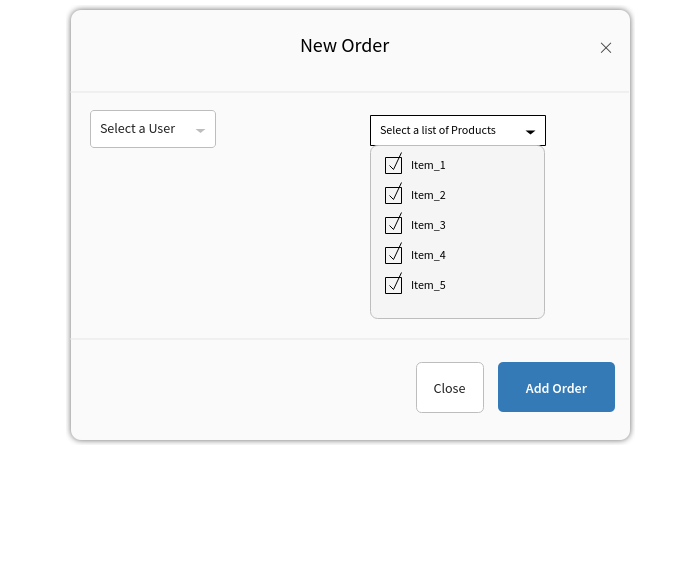 New Order
Select a User
Select a list of Products
Item_1
Item_2
Item_3
Item_4
Item_5
Close
Add Order